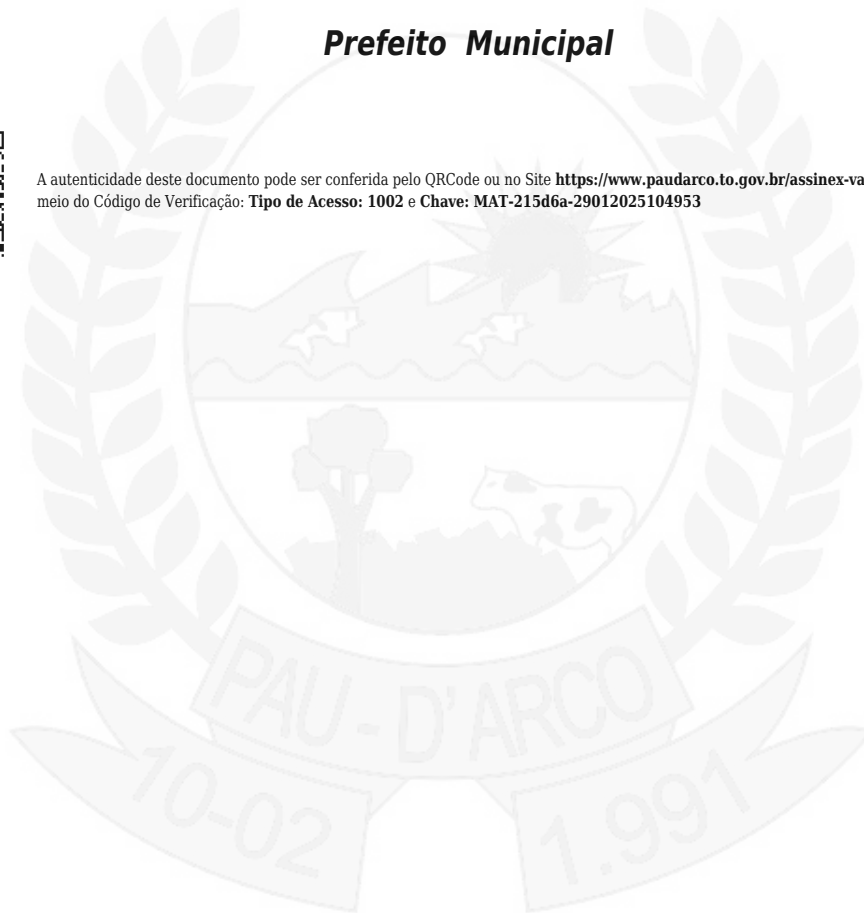 Prefeito Municipal
A autenticidade deste documento pode ser conferida pelo QRCode ou no Site https://www.paudarco.to.gov.br/assinex-va
meio do Código de Verificação: Tipo de Acesso: 1002 e Chave: MAT-215d6a-29012025104953
PAU - D'ARCO
10-02 1.991